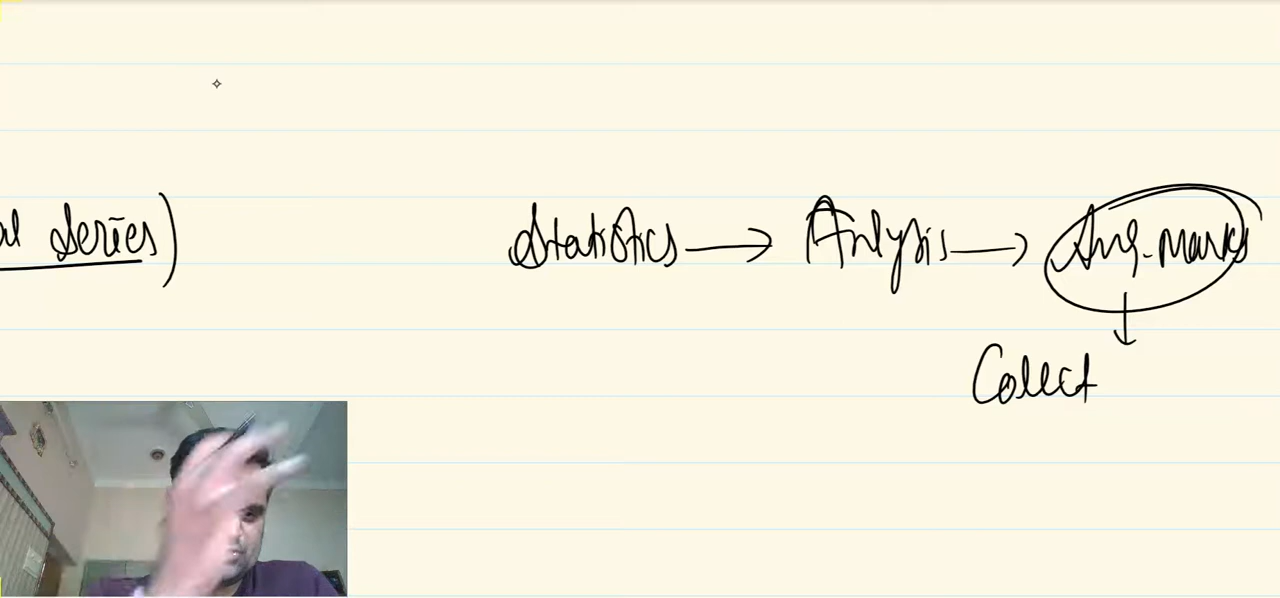 Series)
Statistics → Anlysis → Avg. marks
↓
Collect